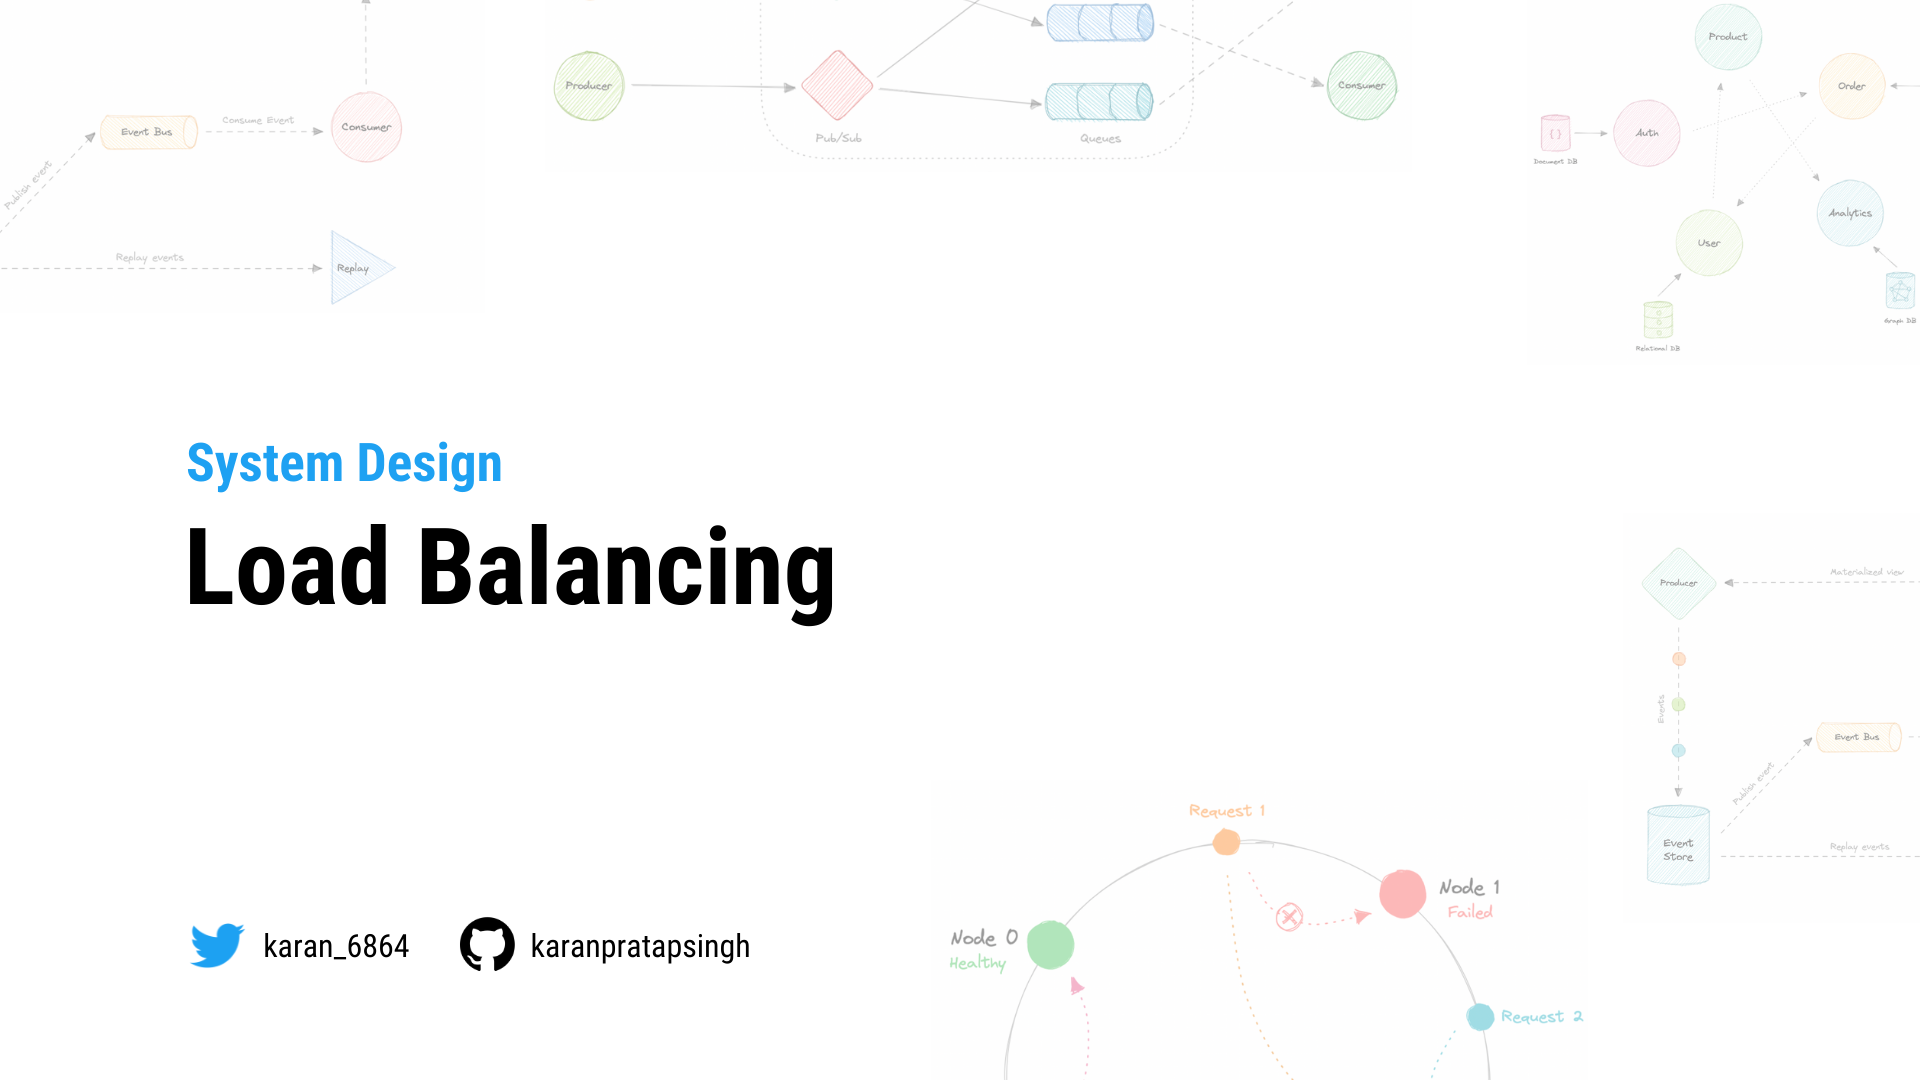 Event Bus
Consume Event
Consumer
Publish event
Replay events
Replay
Producer
Pub/Sub
Queues
Consumer
Product
Order
Auth
{ }
Document DB
Analytics
User
Graph DB
Relational DB
System Design
Load Balancing
Producer
Materialized view
Events
Event Bus
Publish event
Event
Store
Replay events
Request 1
Node 1
Failed
Node 0
Healthy
Request 2
karan_6864
karanpratapsingh